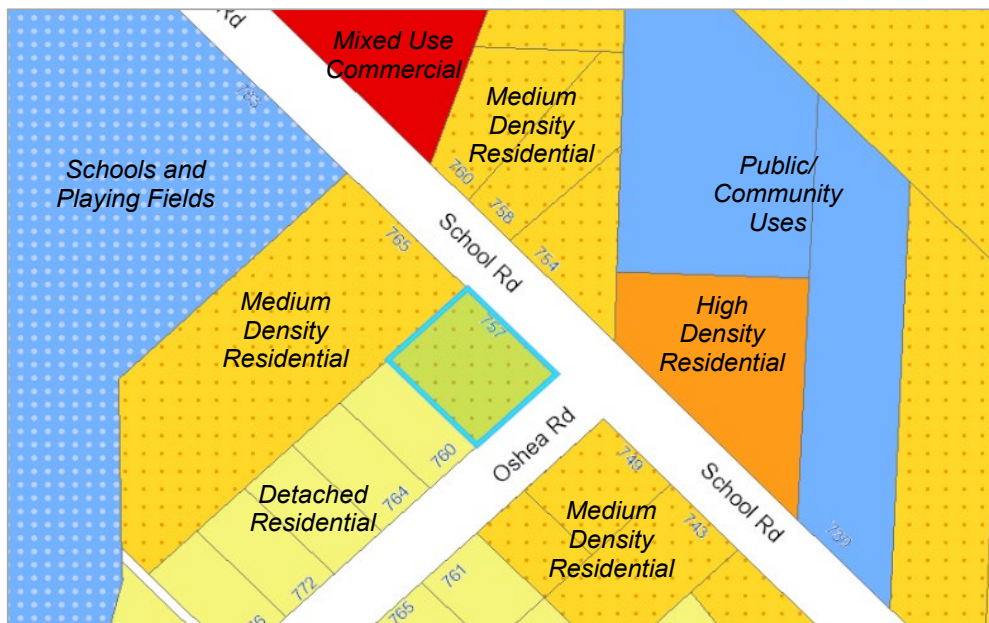 Rd
Mixed Use
Commercial
783
Medium
Density
Residential
Schools and
Playing Fields
Public/
Community
Uses
760
758
754
School Rd
765
Medium
Density
Residential
757
High
Density
Residential
Oshea Rd
760
764
Detached
Residential
772
749
743
School Rd
Medium
Density
Residential
730
761
765